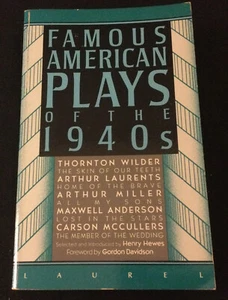 FAMOUS
AMERICAN
PLAYS
OF THE
1940s
THORNTON WILDER
THE SKIN OF OUR TEETH
ARTHUR LAURENTS
HOME OF THE BRAVE
ARTHUR MILLER
ALL MY SONS
MAXWELL ANDERSON
LOST IN THE STARS
CARSON MCCULLERS
THE MEMBER OF THE WEDDING
Selected and introduced by Henry Hewes
Foreword by Gordon Davidson
LAUREL